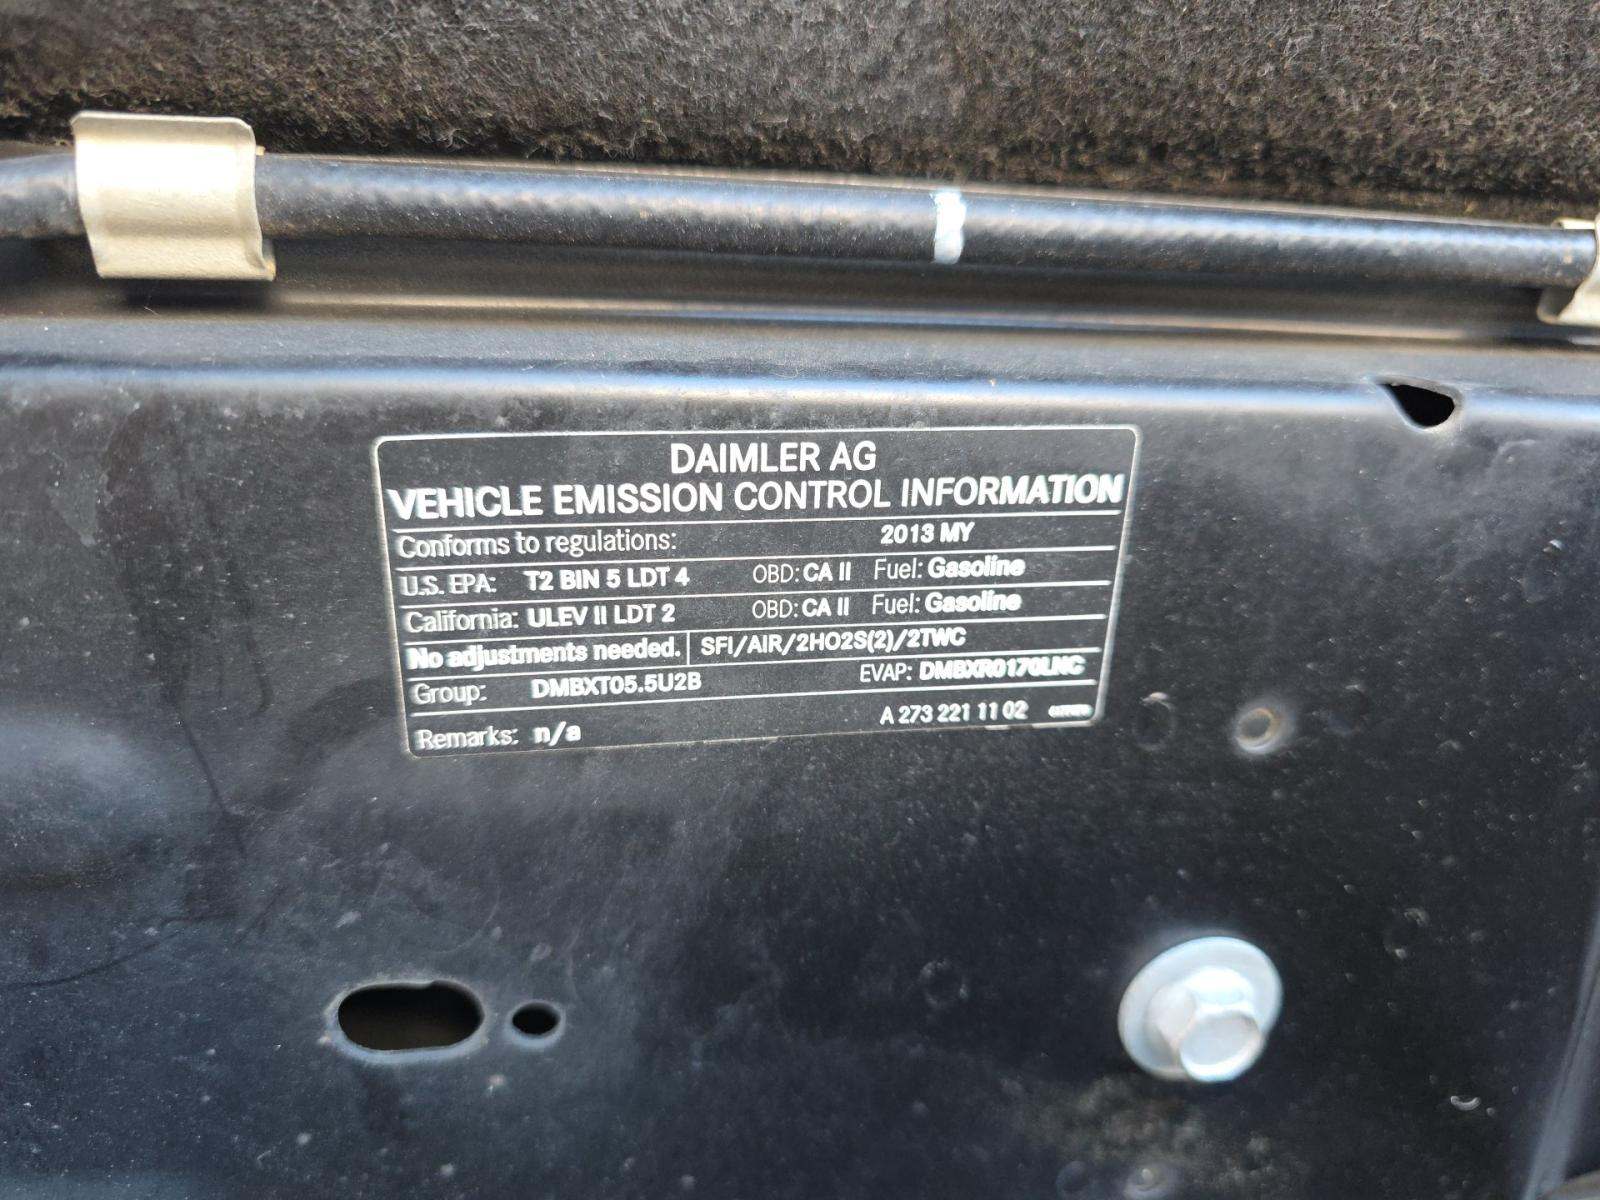 DAIMLER AG
VEHICLE EMISSION CONTROL INFORMATION
Conforms to regulations: 2013 MY
U.S. EPA: T2 BIN 5 LDT 4 OBD: CA II Fuel: Gasoline
California: ULEV II LDT 2 OBD: CA II Fuel: Gasoline
No adjustments needed. SFI/AIR/2HO2S(2)/2TWC
Group: DMBXT05.5U2B EVAP: DMBXR0170LNC
Remarks: n/a A 273 221 11 02